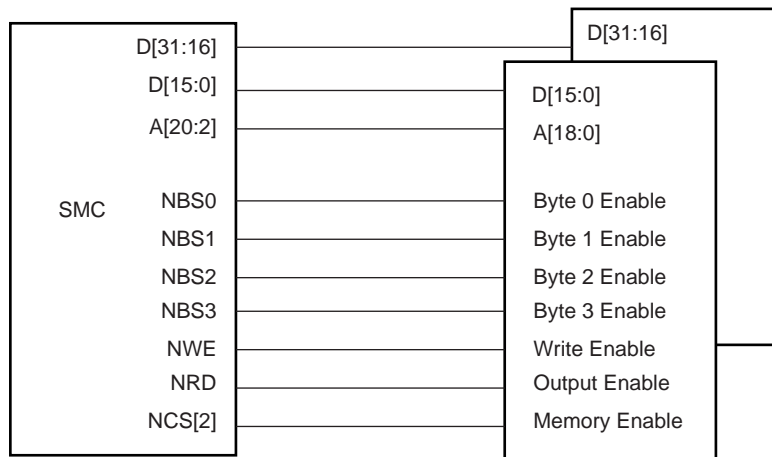 D[31:16] D[31:16]
D[15:0] D[15:0]
A[20:2] A[18:0]
SMC NBS0 Byte 0 Enable
NBS1 Byte 1 Enable
NBS2 Byte 2 Enable
NBS3 Byte 3 Enable
NWE Write Enable
NRD Output Enable
NCS[2] Memory Enable